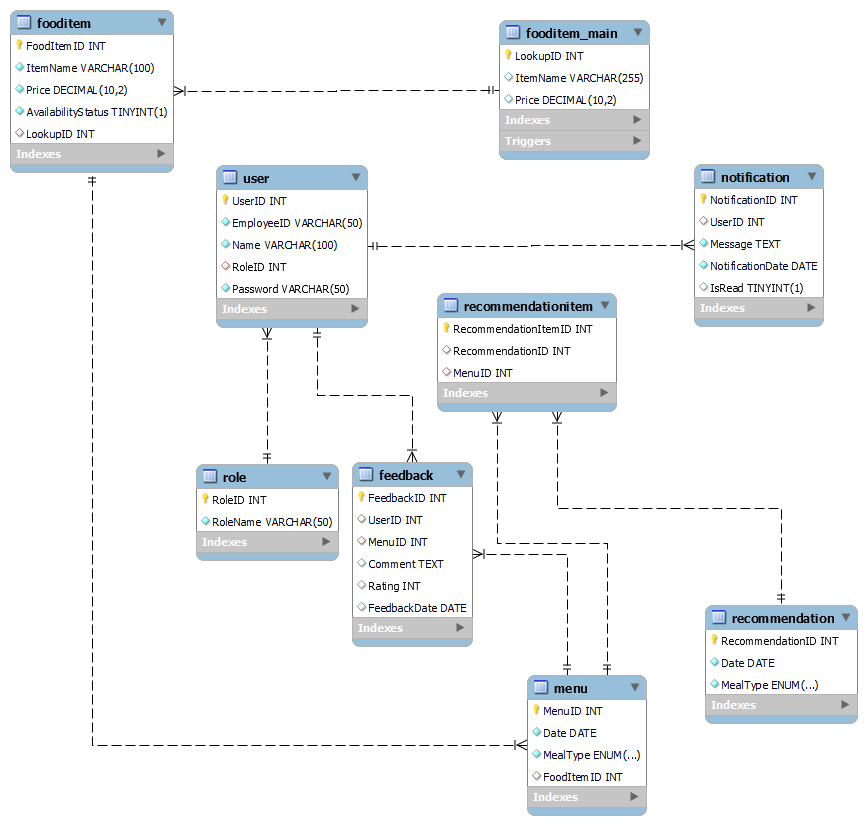 fooditem
FoodItemID INT
ItemName VARCHAR(100)
Price DECIMAL(10,2)
AvailabilityStatus TINYINT(1)
LookupID INT
Indexes
fooditem_main
LookupID INT
ItemName VARCHAR(255)
Price DECIMAL(10,2)
Indexes
Triggers
user
UserID INT
EmployeeID VARCHAR(50)
Name VARCHAR(100)
RoleID INT
Password VARCHAR(50)
Indexes
notification
NotificationID INT
UserID INT
Message TEXT
NotificationDate DATE
IsRead TINYINT(1)
Indexes
recommendationitem
RecommendationItemID INT
RecommendationID INT
MenuID INT
Indexes
role
RoleID INT
RoleName VARCHAR(50)
Indexes
feedback
FeedbackID INT
UserID INT
MenuID INT
Comment TEXT
Rating INT
FeedbackDate DATE
Indexes
recommendation
RecommendationID INT
Date DATE
MealType ENUM(...)
Indexes
menu
MenuID INT
Date DATE
MealType ENUM(...)
FoodItemID INT
Indexes